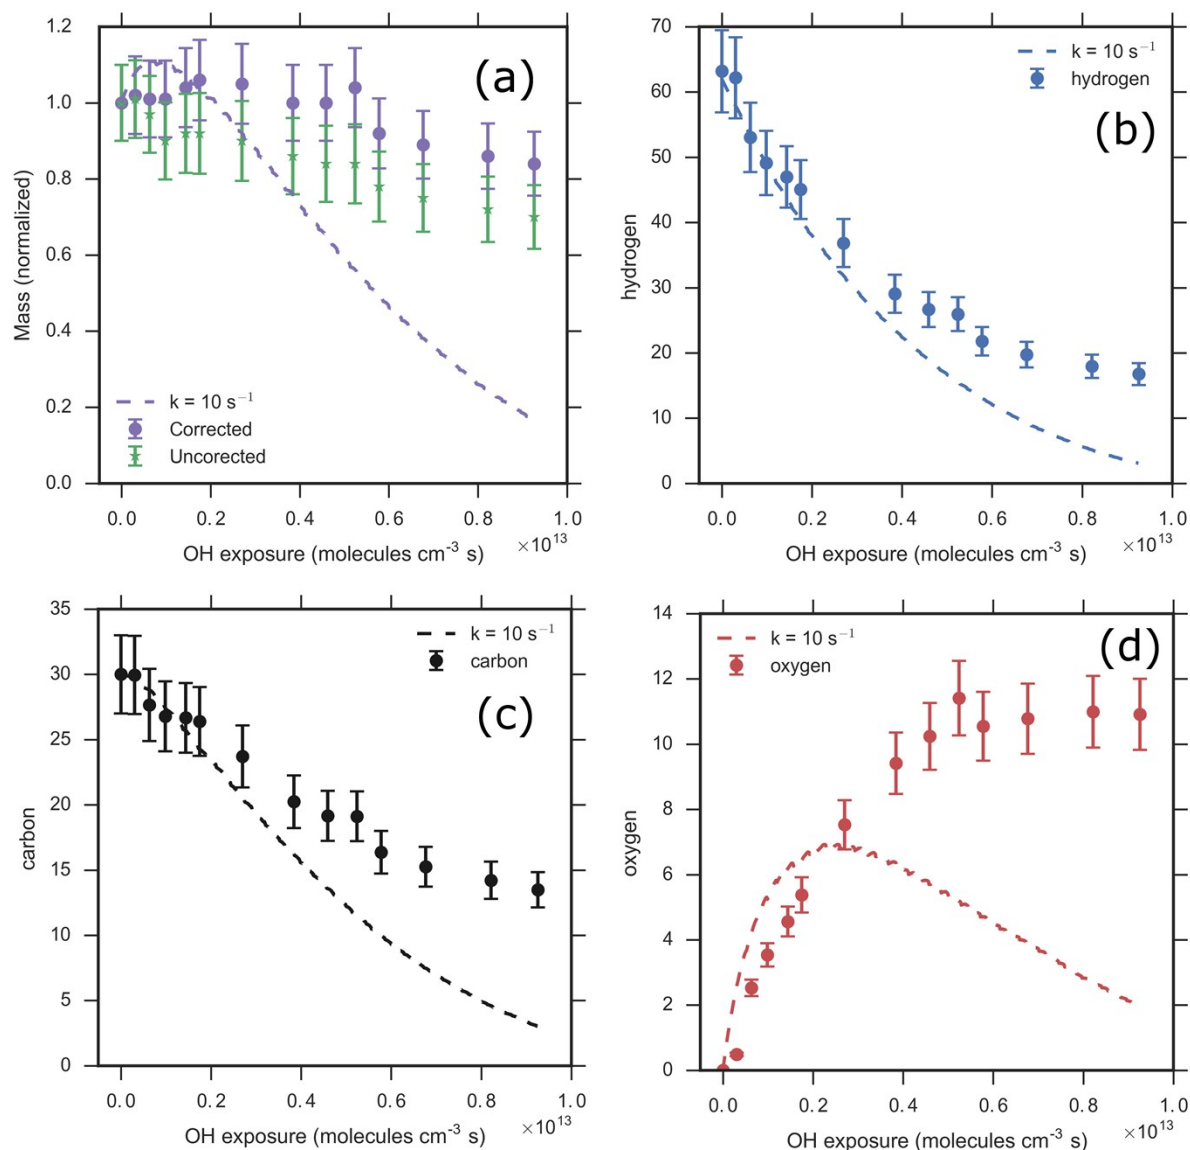 (a)
Mass (normalized)
1.2
1.0
0.8
0.6
0.4
0.2
0.0
k = 10 s⁻¹
Corrected
Uncorected
0.0 0.2 0.4 0.6 0.8 1.0
×10¹³
OH exposure (molecules cm⁻³ s)
(b)
hydrogen
70
60
50
40
30
20
10
0
k = 10 s⁻¹
hydrogen
0.0 0.2 0.4 0.6 0.8 1.0
×10¹³
OH exposure (molecules cm⁻³ s)
(c)
carbon
35
30
25
20
15
10
5
0
k = 10 s⁻¹
carbon
0.0 0.2 0.4 0.6 0.8 1.0
×10¹³
OH exposure (molecules cm⁻³ s)
(d)
oxygen
14
12
10
8
6
4
2
0
k = 10 s⁻¹
oxygen
0.0 0.2 0.4 0.6 0.8 1.0
×10¹³
OH exposure (molecules cm⁻³ s)